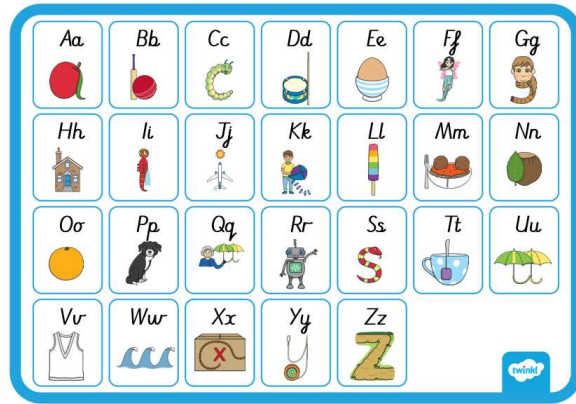 Aa Bb Cc Dd Ee Ff Gg
Hh Ii Jj Kk Ll Mm Nn
Oo Pp Qq Rr Ss Tt Uu
Vv Ww Xx Yy Zz
X
Z
twinkl